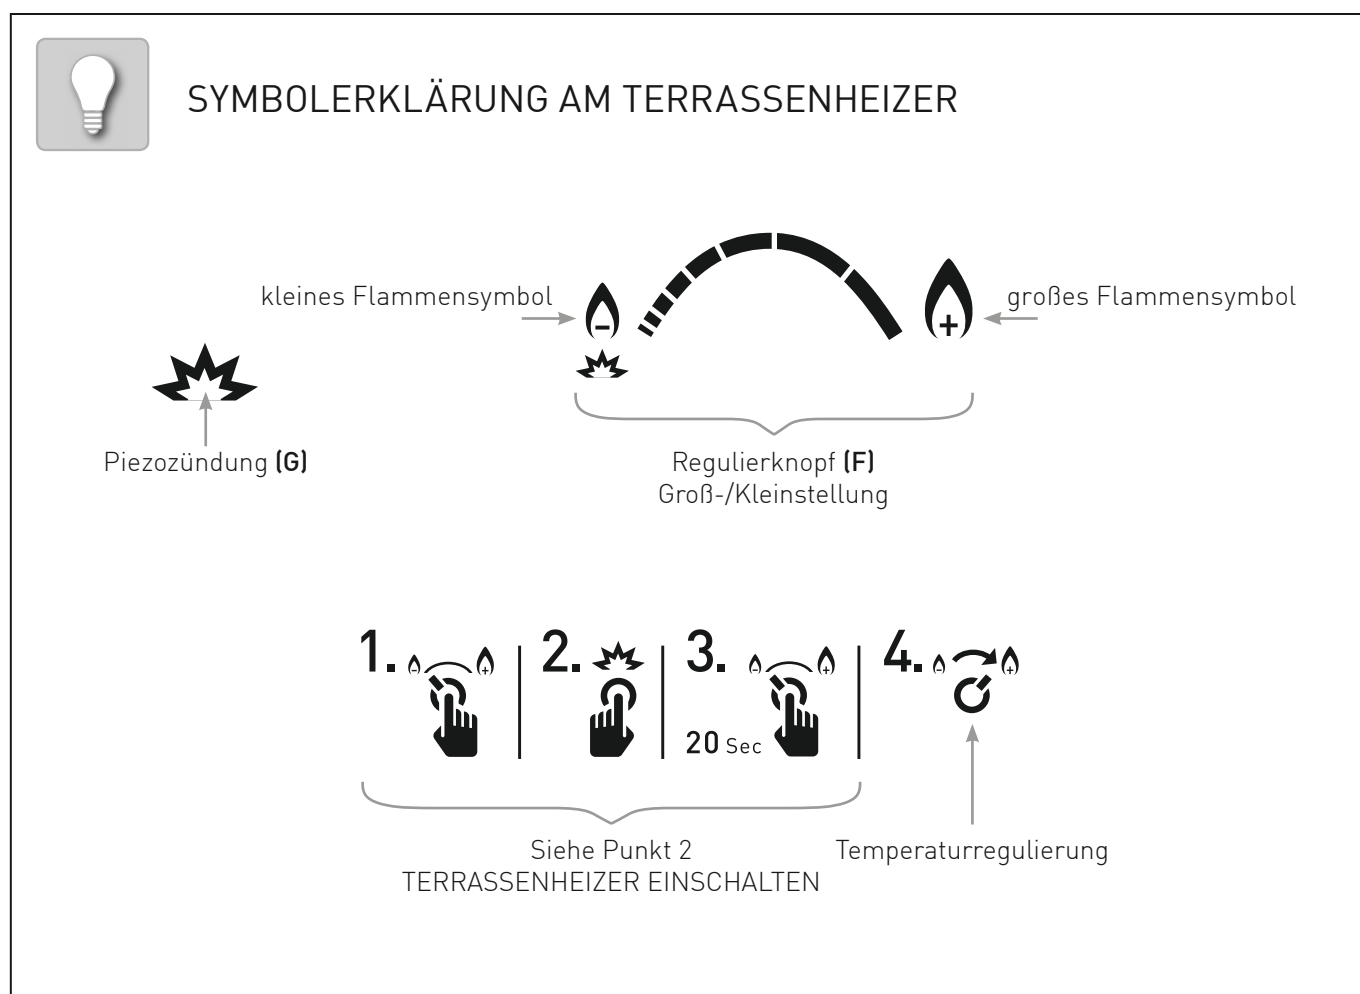 SYMBOLERKLÄRUNG AM TERRASSENHEIZER
kleines Flammensymbol
-
+
großes Flammensymbol
Piezozündung (G)
Regulierknopf (F)
Groß-/Kleinstellung
1. - +
2.
3. - +
20 Sec
4. - +
Siehe Punkt 2
TERRASSENHEIZER EINSCHALTEN
Temperaturregulierung